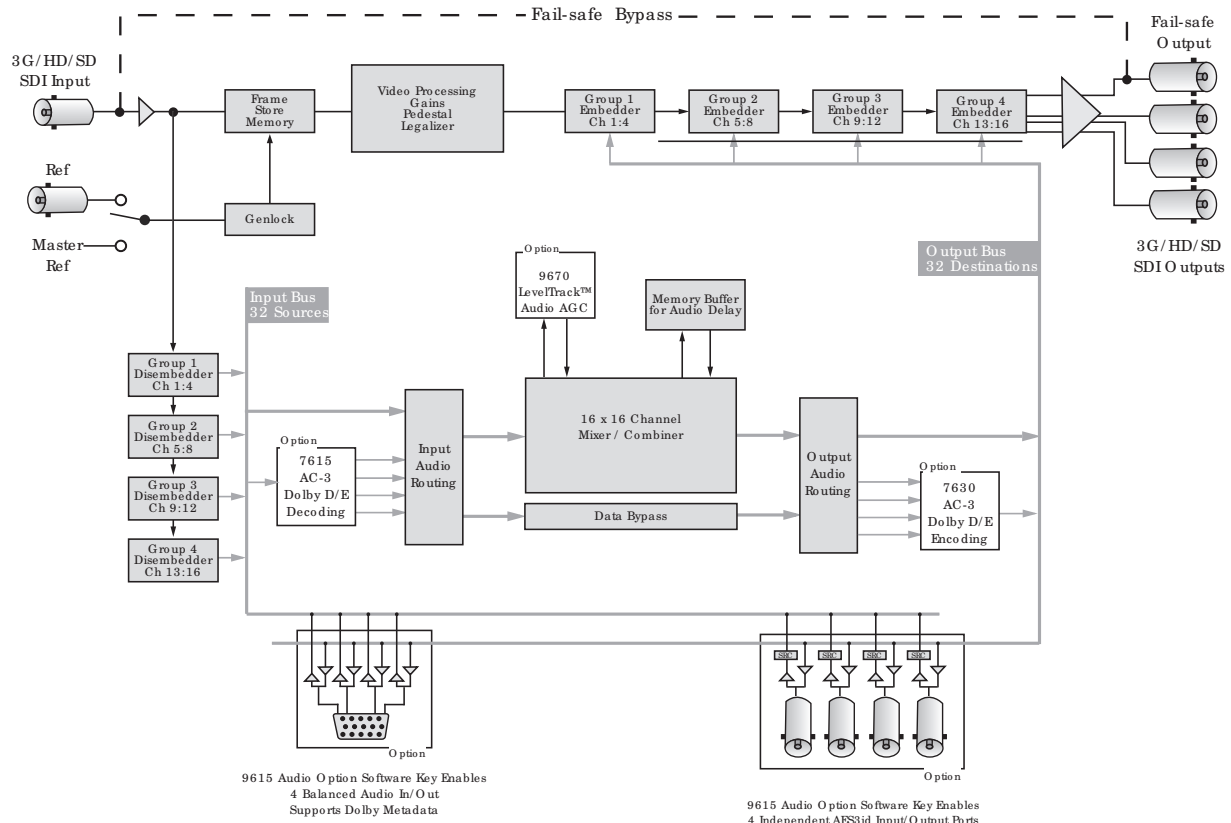 Fail-safe Bypass
Fail-safe
Output
3G/HD/SD
SDI Input
Frame
Store
Memory
Video Processing
Gains
Pedestal
Legalizer
Group 1
Embedder
Ch 1:4
Group 2
Embedder
Ch 5:8
Group 3
Embedder
Ch 9:12
Group 4
Embedder
Ch 13:16
Ref
Genlock
Master
Ref
3G/HD/SD
SDI Outputs
Output Bus
32 Destinations
Input Bus
32 Sources
Option
9670
LevelTrack™
Audio AGC
Memory Buffer
for Audio Delay
Group 1
Disembedder
Ch 1:4
Group 2
Disembedder
Ch 5:8
Group 3
Disembedder
Ch 9:12
Group 4
Disembedder
Ch 13:16
Option
7615
AC-3
Dolby D/E
Decoding
Input
Audio
Routing
16 x 16 Channel
Mixer/ Combiner
Data Bypass
Output
Audio
Routing
Option
7630
AC-3
Dolby D/E
Encoding
SRC
SRC
SRC
SRC
Option
Option
9615 Audio Option Software Key Enables
4 Balanced Audio In/Out
Supports Dolby Metadata
9615 Audio Option Software Key Enables
4 Independent AES3id Input/Output Ports